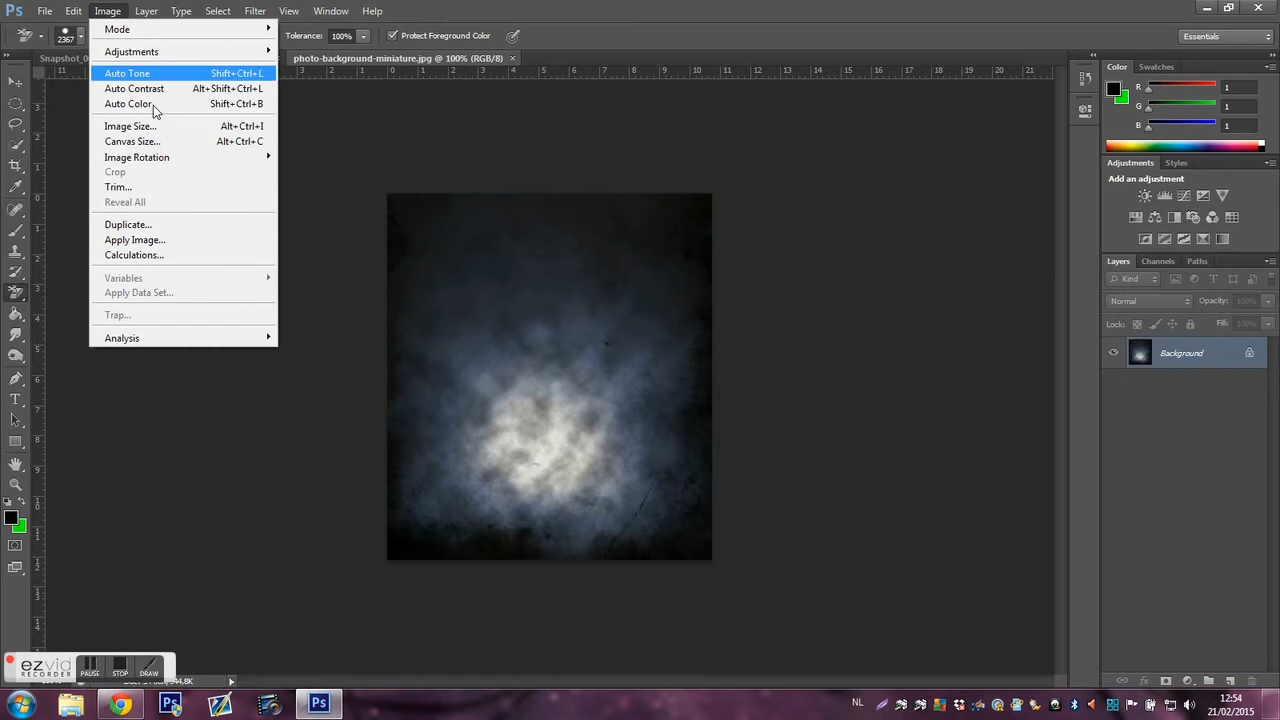 Ps File Edit Image Layer Type Select Filter View Window Help
2367 Tolerance: 100% Protect Foreground Color Essentials
Snapshot_0 photo-background-miniature.jpg @ 100% (RGB/8)
Mode
Adjustments
Auto Tone Shift+Ctrl+L
Auto Contrast Alt+Shift+Ctrl+L
Auto Color Shift+Ctrl+B
Image Size... Alt+Ctrl+I
Canvas Size... Alt+Ctrl+C
Image Rotation
Crop
Trim...
Reveal All
Duplicate...
Apply Image...
Calculations...
Variables
Apply Data Set...
Trap...
Analysis
Color Swatches
R 1
G 1
B 1
Adjustments Styles
Add an adjustment
Layers Channels Paths
Kind
Normal Opacity: 100%
Lock: Fill: 100%
Background
ezvid
RECORDER
PAUSE STOP DRAW
NL
12:54
21/02/2015